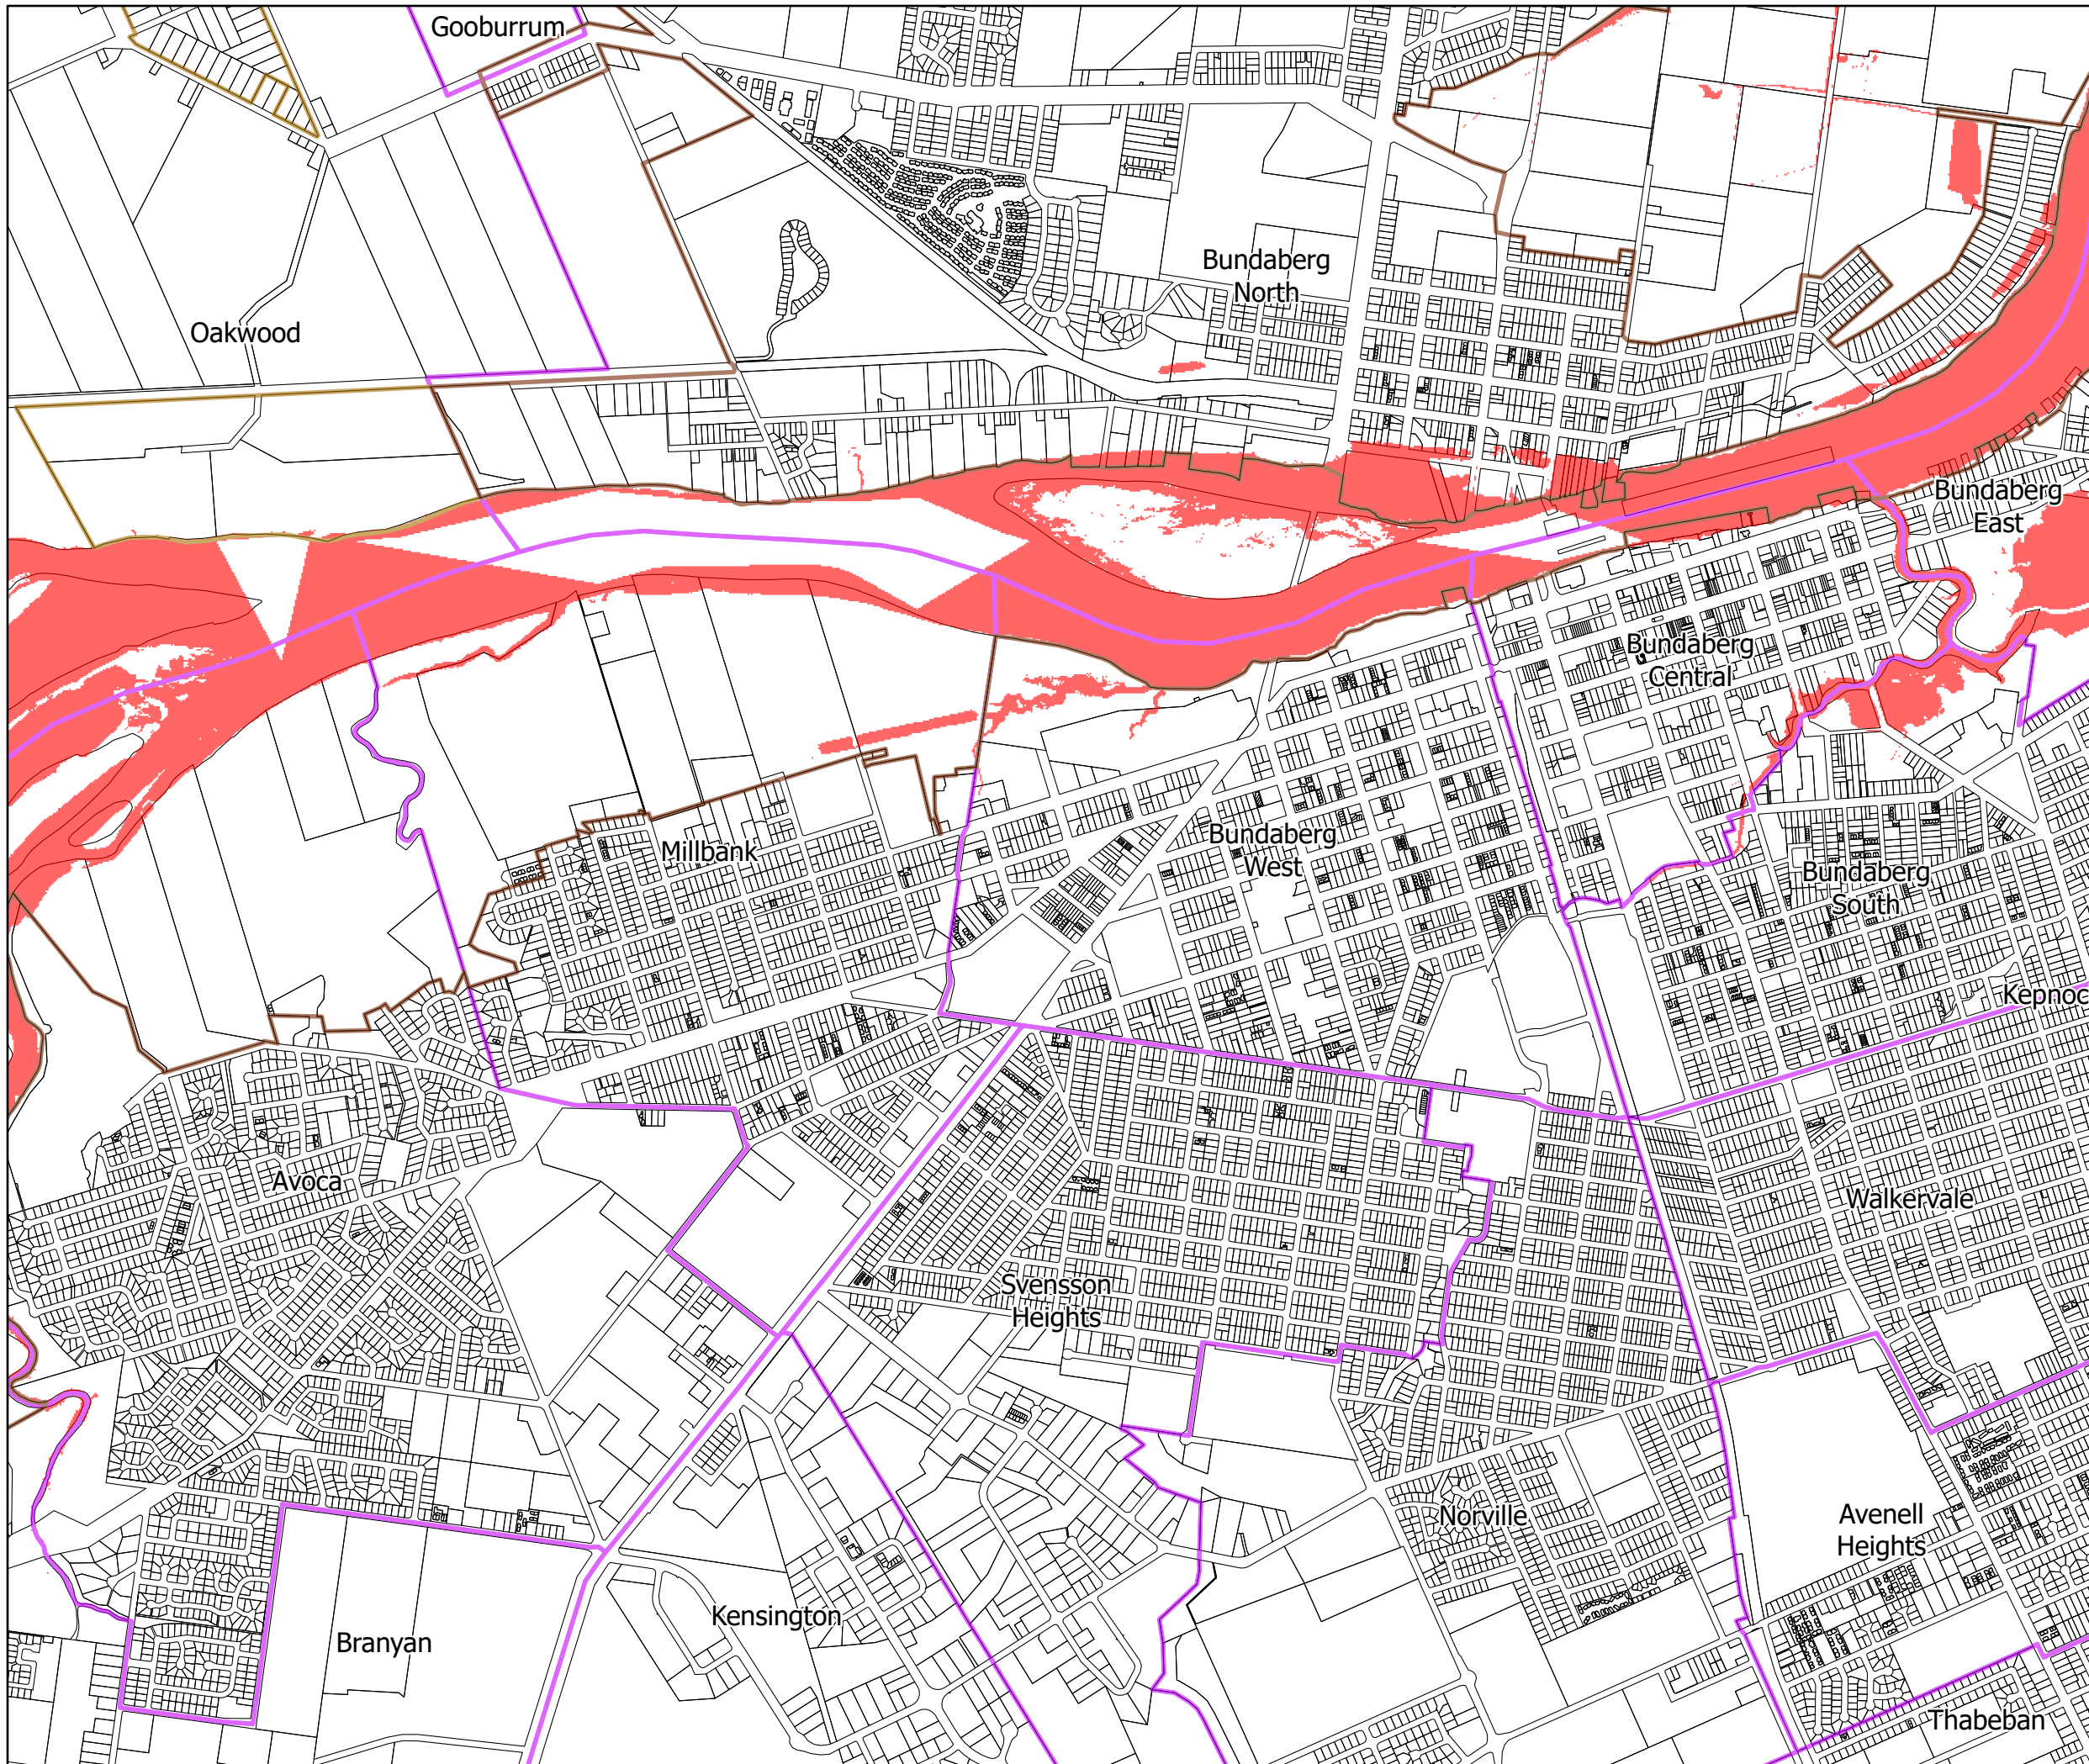 Gooburrum
Bundaberg
North
Oakwood
Bundaberg
East
Bundaberg
Central
Millbank
Bundaberg
West
Bundaberg
South
Kepnoc
Avoca
Walkervale
Svensson
Heights
Norville
Avenell
Heights
Kensington
Branyan
Thabeban